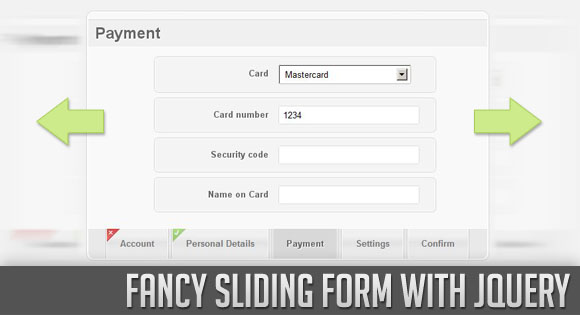 Payment
Card Mastercard
Card number 1234
Security code
Name on Card
Account Personal Details Payment Settings Confirm
FANCY SLIDING FORM WITH JQUERY